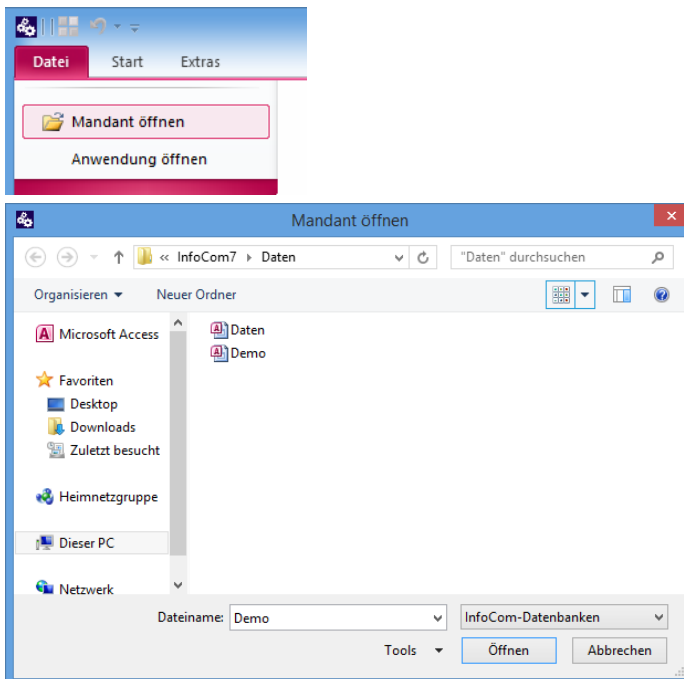 Datei Start Extras
Mandant öffnen
Anwendung öffnen
Mandant öffnen
« InfoCom7 Daten "Daten" durchsuchen
Organisieren Neuer Ordner
Microsoft Access
Favoriten
Desktop
Downloads
Zuletzt besucht
Heimnetzgruppe
Dieser PC
Netzwerk
Daten
Demo
Dateiname: Demo InfoCom-Datenbanken
Tools Öffnen Abbrechen